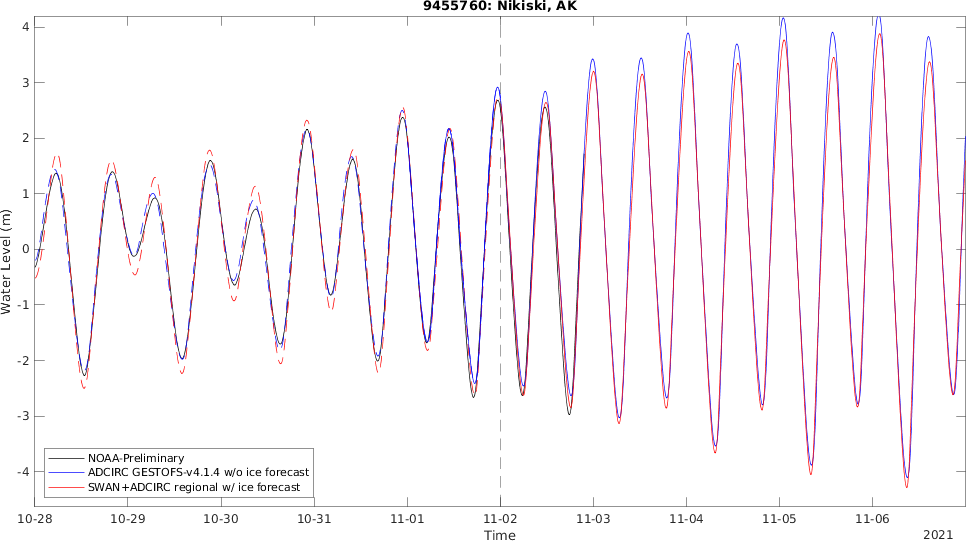 9455760: Nikiski, AK
4
3
2
1
0
-1
-2
-3
-4
Water Level (m)
NOAA-Preliminary
ADCIRC GESTOFS-v4.1.4 w/o ice forecast
SWAN+ADCIRC regional w/ ice forecast
10-28 10-29 10-30 10-31 11-01 11-02 11-03 11-04 11-05 11-06
Time
2021